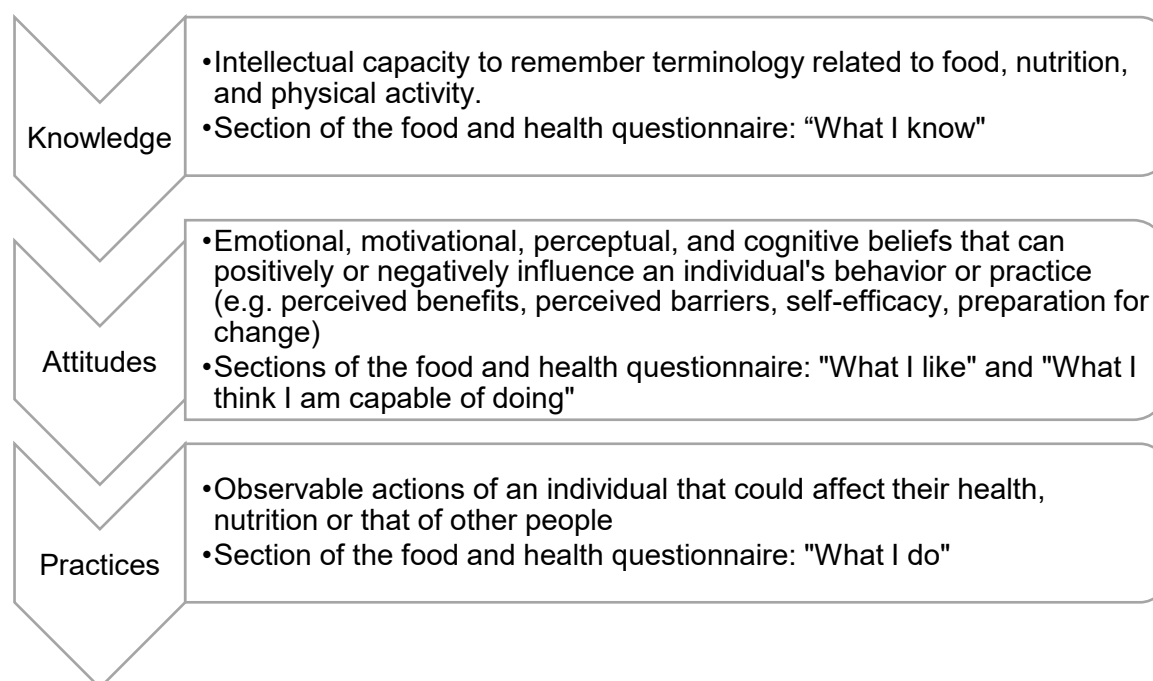 •Intellectual capacity to remember terminology related to food, nutrition,
and physical activity.
•Section of the food and health questionnaire: “What I know"
Knowledge
•Emotional, motivational, perceptual, and cognitive beliefs that can
positively or negatively influence an individual's behavior or practice
(e.g. perceived benefits, perceived barriers, self-efficacy, preparation for
change)
•Sections of the food and health questionnaire: "What I like" and "What I
think I am capable of doing"
Attitudes
•Observable actions of an individual that could affect their health,
nutrition or that of other people
•Section of the food and health questionnaire: "What I do"
Practices